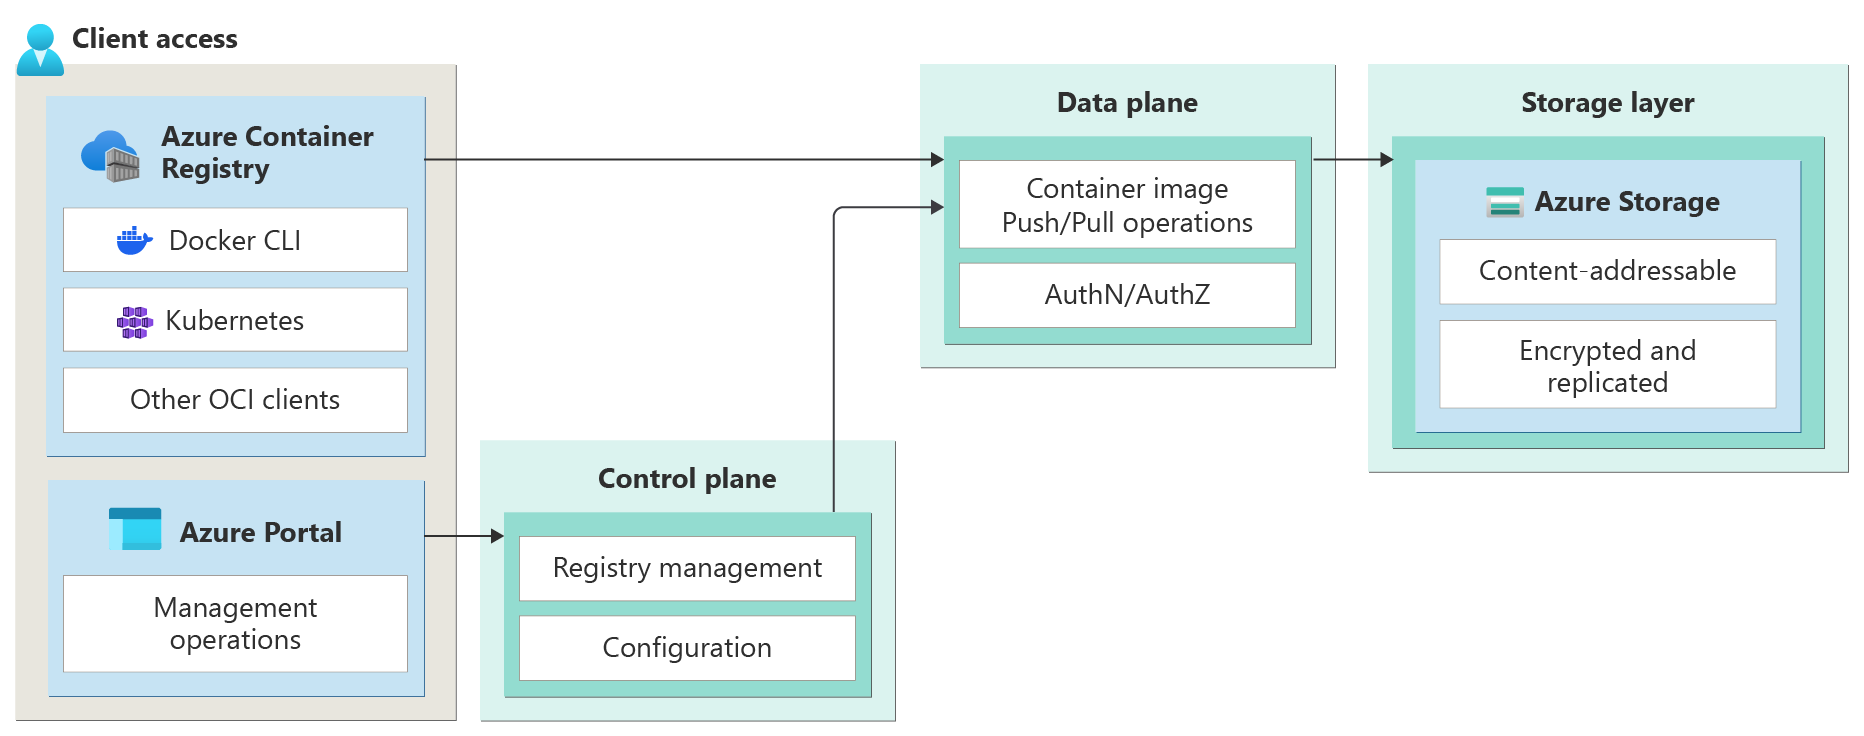 Client access
Azure Container
Registry
Docker CLI
Kubernetes
Other OCI clients
Azure Portal
Management
operations
Control plane
Registry management
Configuration
Data plane
Container image
Push/Pull operations
AuthN/AuthZ
Storage layer
Azure Storage
Content-addressable
Encrypted and
replicated